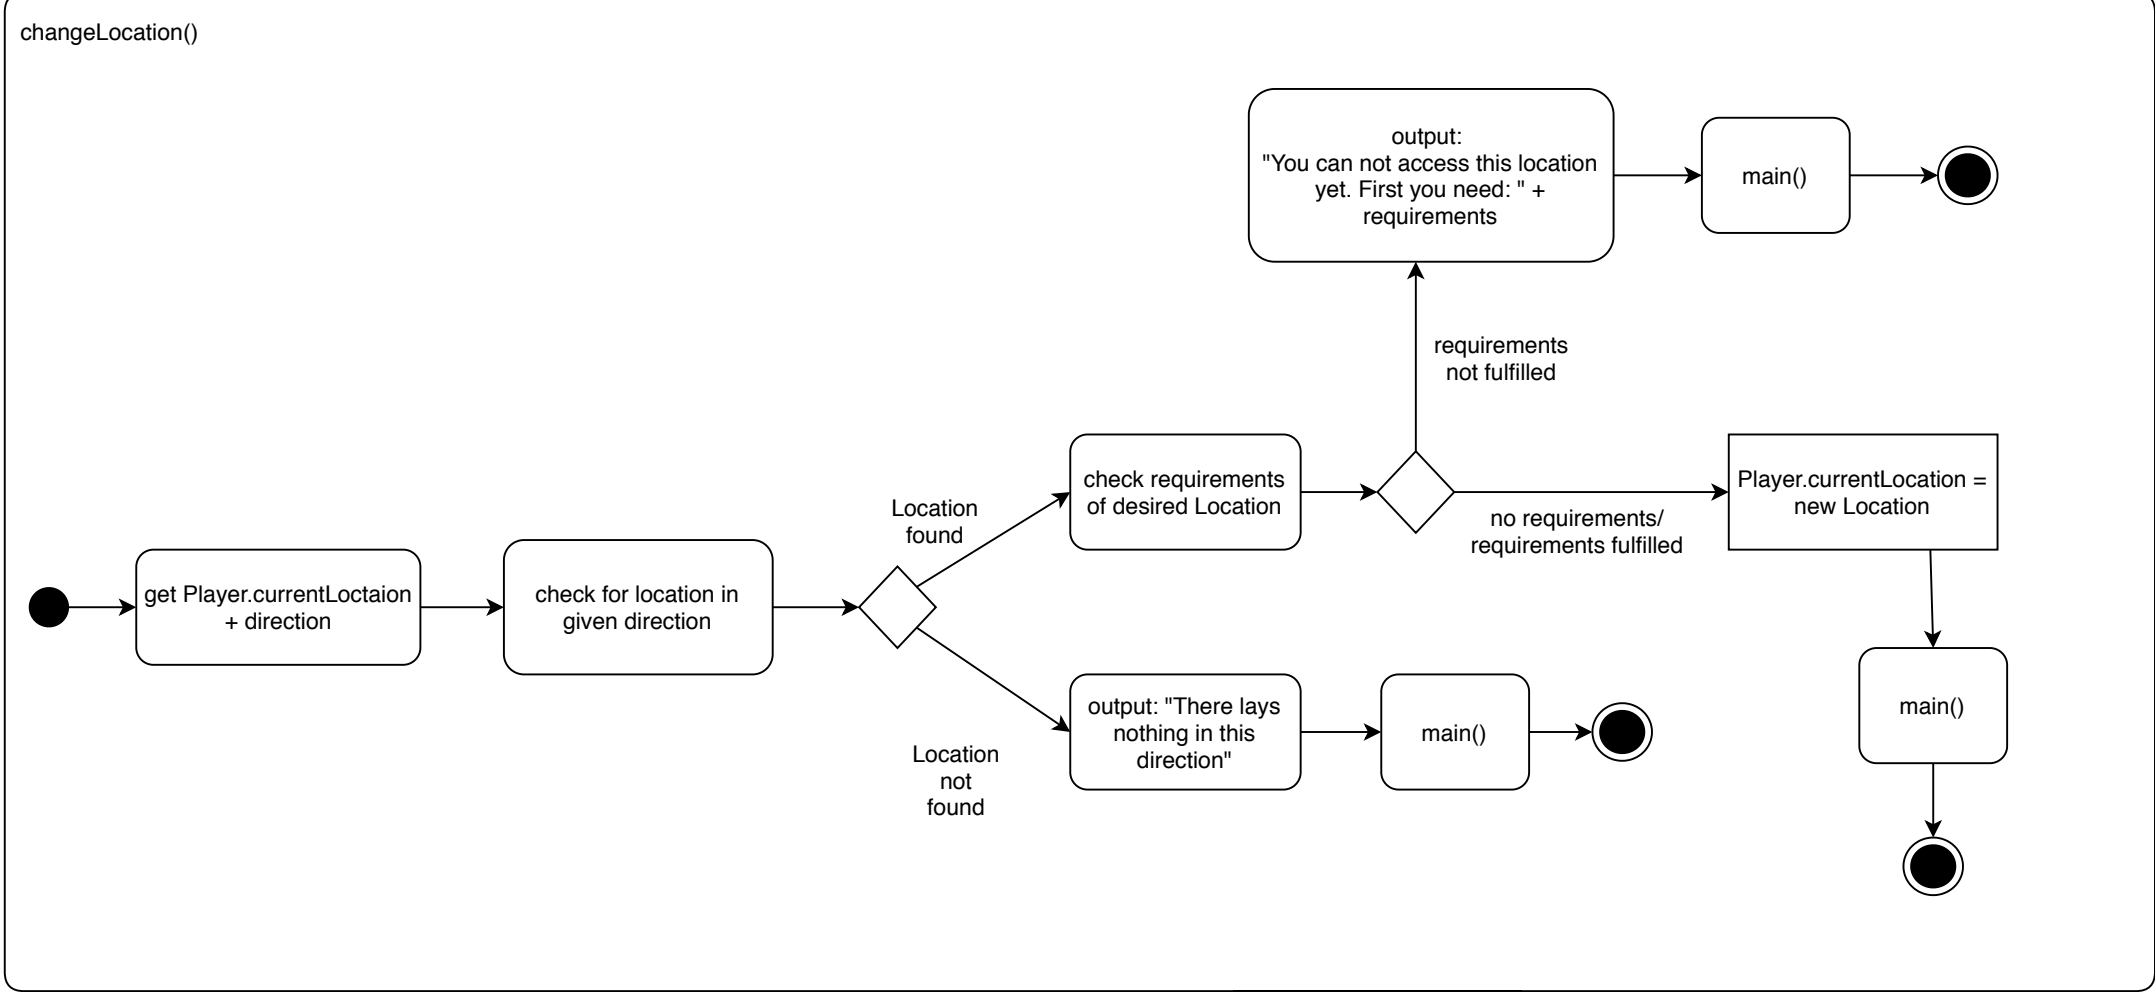 changeLocation()
output:
"You can not access this location
yet. First you need: " +
requirements
main()
requirements
not fulfilled
check requirements
of desired Location
Player.currentLocation =
new Location
no requirements/
requirements fulfilled
Location
found
get Player.currentLoctaion
+ direction
check for location in
given direction
output: "There lays
nothing in this
direction"
main()
main()
Location
not
found